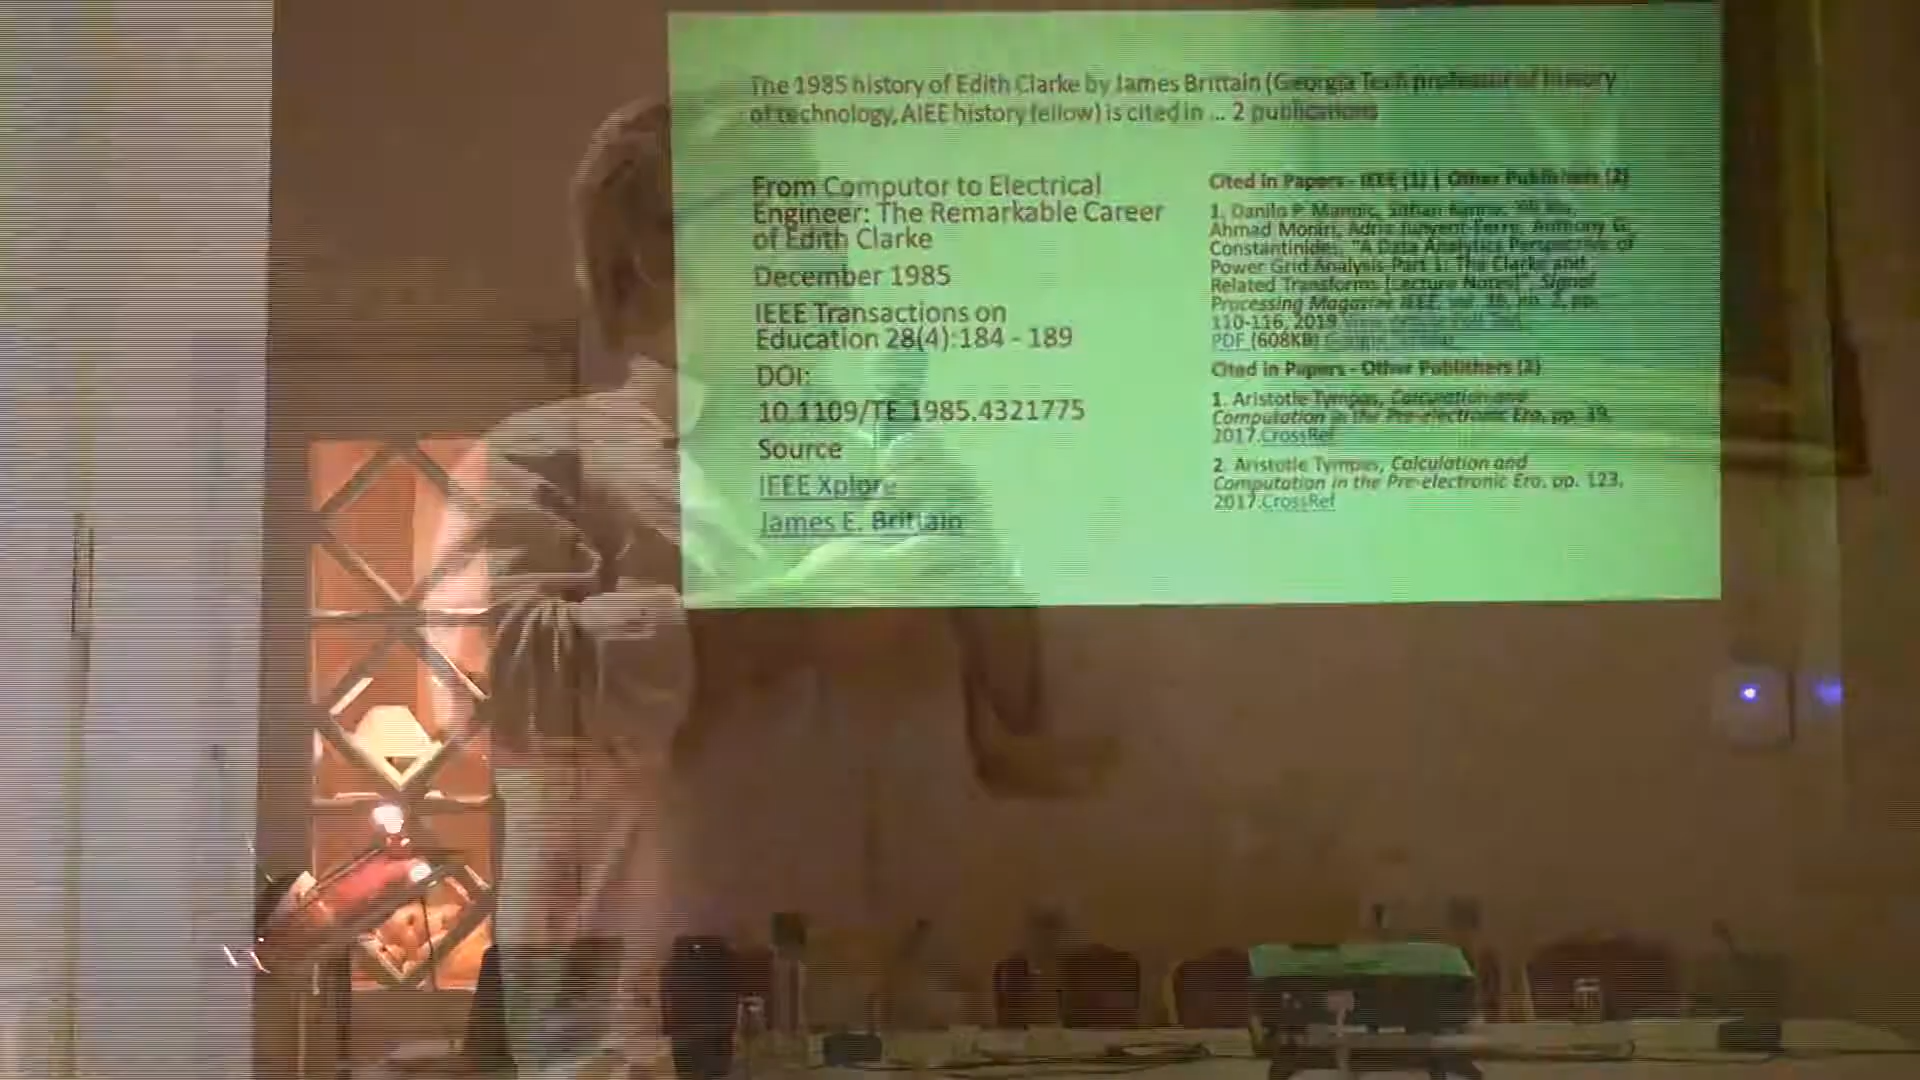 The 1985 history of Edith Clarke by James Brittain (Georgia Tech professor of history
of technology, AIEE history fellow) is cited in ... 2 publications
From Computor to Electrical
Engineer: The Remarkable Career
of Edith Clarke
December 1985
IEEE Transactions on
Education 28(4):184 - 189
DOI:
10.1109/TE.1985.4321775
Source
IEEE Xplore
James E. Brittain
Cited in Papers - IEEE (1) | Other Publishers (2)
1. Danilo P. Mandic,
Ahmad Moniri, Adria Junyent-Ferre, Anthony G.
Constantinides, "A Data Analytics Perspective of
Power Grid Analysis Part 1: The Clarke and
Related Transforms [Lecture Notes]", Signal
Processing Magazine IEEE, vol. 36, no. 2, pp.
110-116, 2019
PDF (608KB)
Cited in Papers - Other Publishers (2)
1. Aristotle Tympas, Calculation and
Computation in the Pre-electronic Era, pp. 39,
2017.CrossRef
2. Aristotle Tympas, Calculation and
Computation in the Pre-electronic Era, pp. 123,
2017.CrossRef